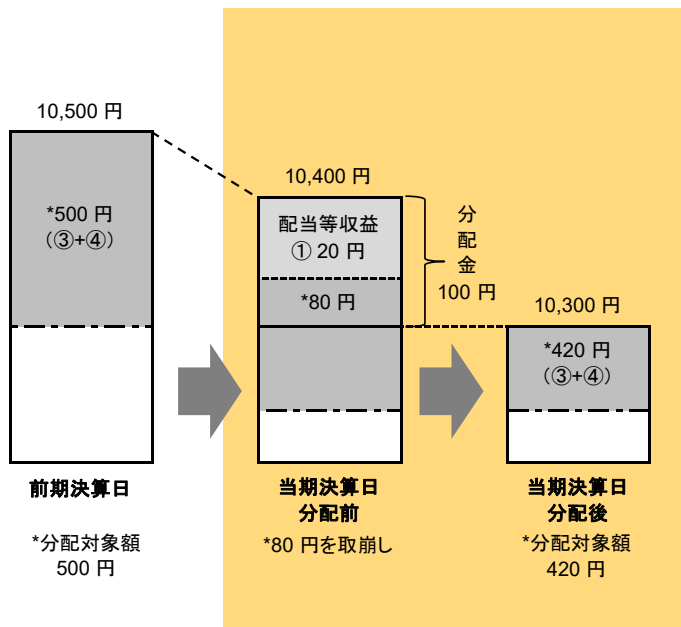 10,500 円
*500 円
(③+④)
前期決算日
*分配対象額
500 円
10,400 円
配当等収益
① 20 円
*80 円
分
配
金
100 円
当期決算日
分配前
*80 円を取崩し
10,300 円
*420 円
(③+④)
当期決算日
分配後
*分配対象額
420 円